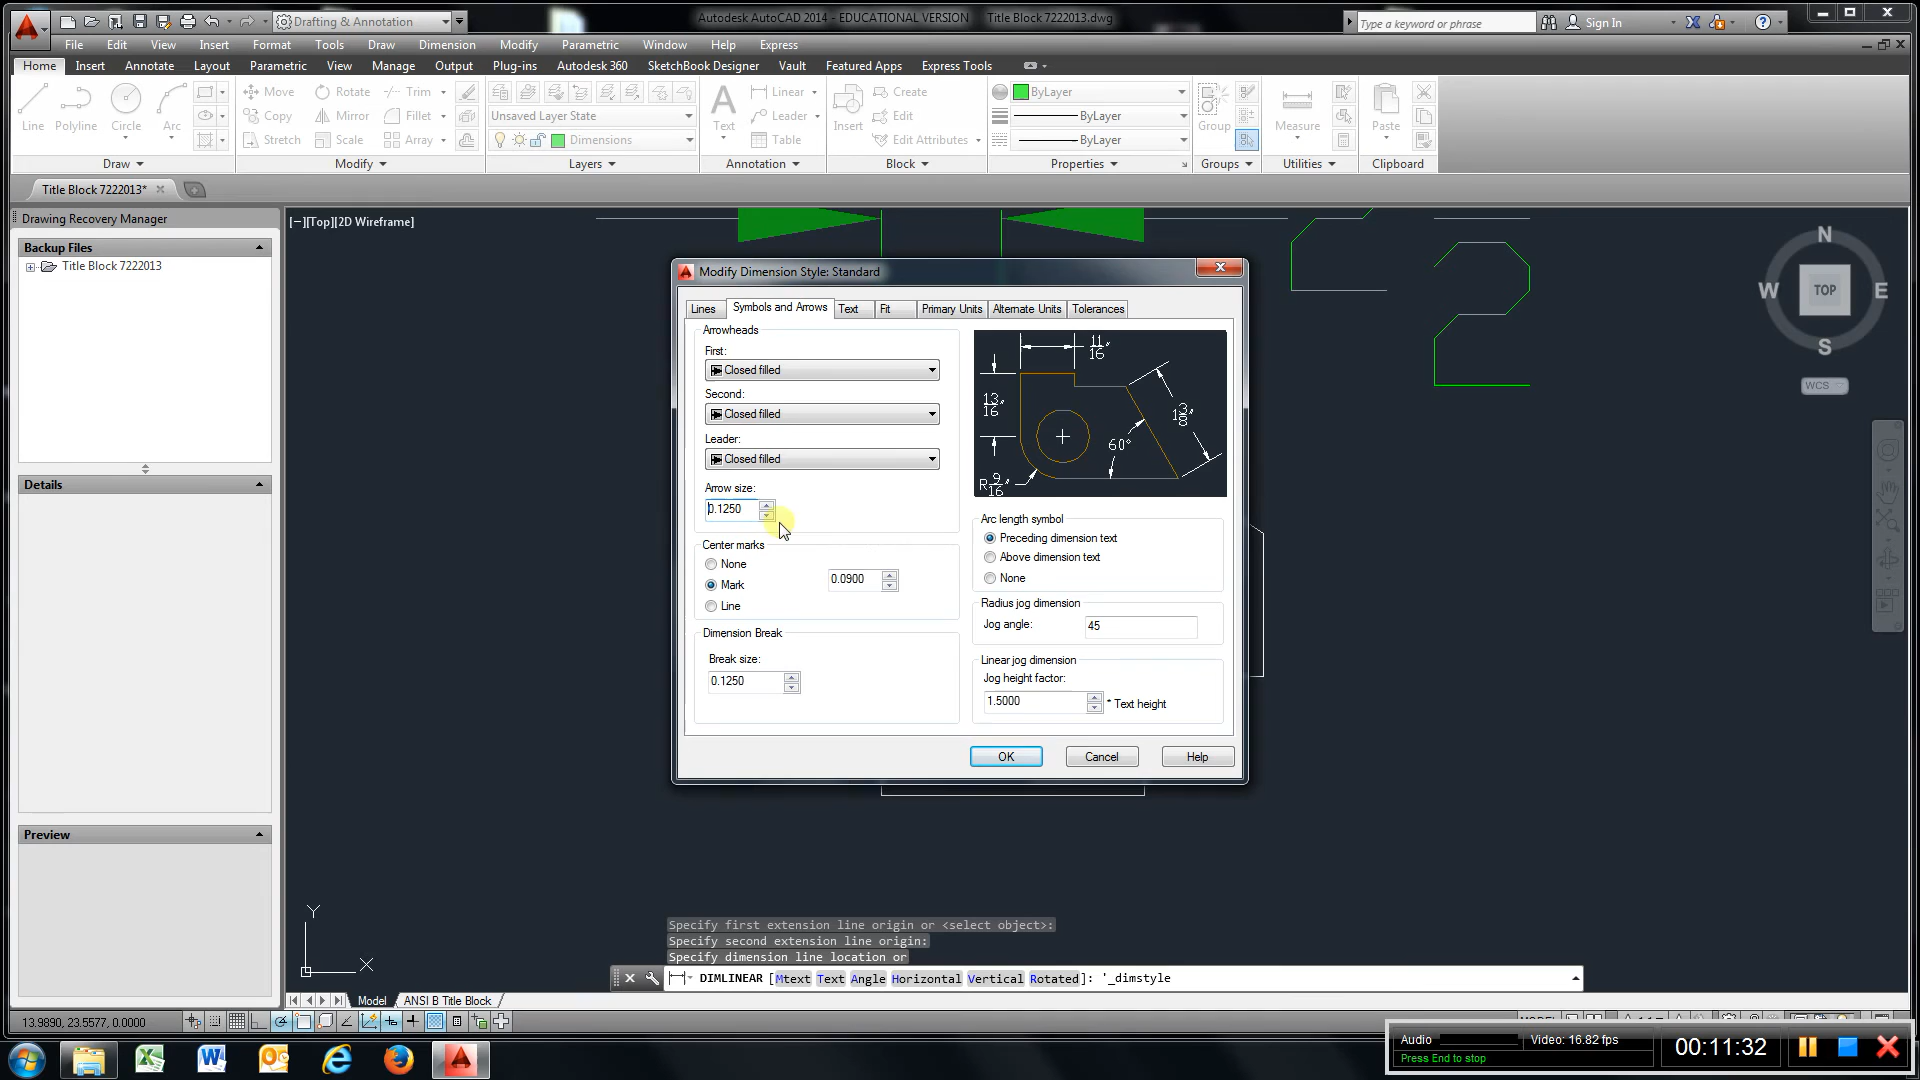 Drafting & Annotation
Autodesk AutoCAD 2014 - EDUCATIONAL VERSION Title Block 7222013.dwg
Type a keyword or phrase
Sign In
File Edit View Insert Format Tools Draw Dimension Modify Parametric Window Help Express
Home Insert Annotate Layout Parametric View Manage Output Plug-ins Autodesk 360 SketchBook Designer Vault Featured Apps Express Tools
Line Polyline Circle Arc
Move Rotate Trim
Copy Mirror Fillet
Stretch Scale Array
Unsaved Layer State
Dimensions
Text
Linear
Leader
Table
Insert
Create
Edit
Edit Attributes
ByLayer
ByLayer
ByLayer
Group
Measure
Paste
Draw Modify Layers Annotation Block Properties Groups Utilities Clipboard
Title Block 7222013*
Drawing Recovery Manager
Backup Files
Title Block 7222013
Details
Preview
[−][Top][2D Wireframe]
2
N
W TOP E
S
WCS
Modify Dimension Style: Standard
Lines Symbols and Arrows Text Fit Primary Units Alternate Units Tolerances
Arrowheads
First:
Closed filled
Second:
Closed filled
Leader:
Closed filled
Arrow size:
0.1250
Center marks
None
Mark
Line
0.0900
Dimension Break
Break size:
0.1250
11/16"
13/16"
1 3/8"
60°
R9/16"
Arc length symbol
Preceding dimension text
Above dimension text
None
Radius jog dimension
Jog angle: 45
Linear jog dimension
Jog height factor:
1.5000 * Text height
OK Cancel Help
Y
X
Specify first extension line origin or <select object>:
Specify second extension line origin:
Specify dimension line location or
DIMLINEAR [Mtext Text Angle Horizontal Vertical Rotated]: '_dimstyle
Model ANSI B Title Block
13.9890, 23.5577, 0.0000
Audio
Video: 16.82 fps
Press End to stop
00:11:32